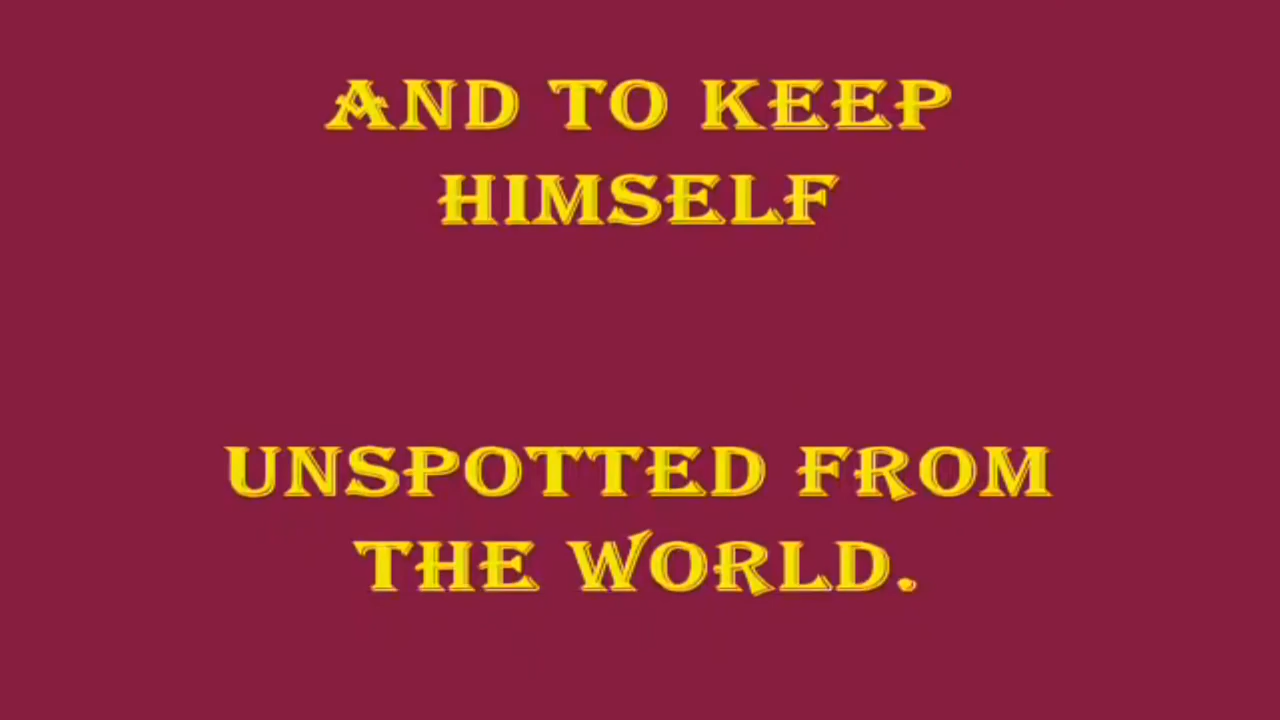 AND TO KEEP
HIMSELF
UNSPOTTED FROM
THE WORLD.